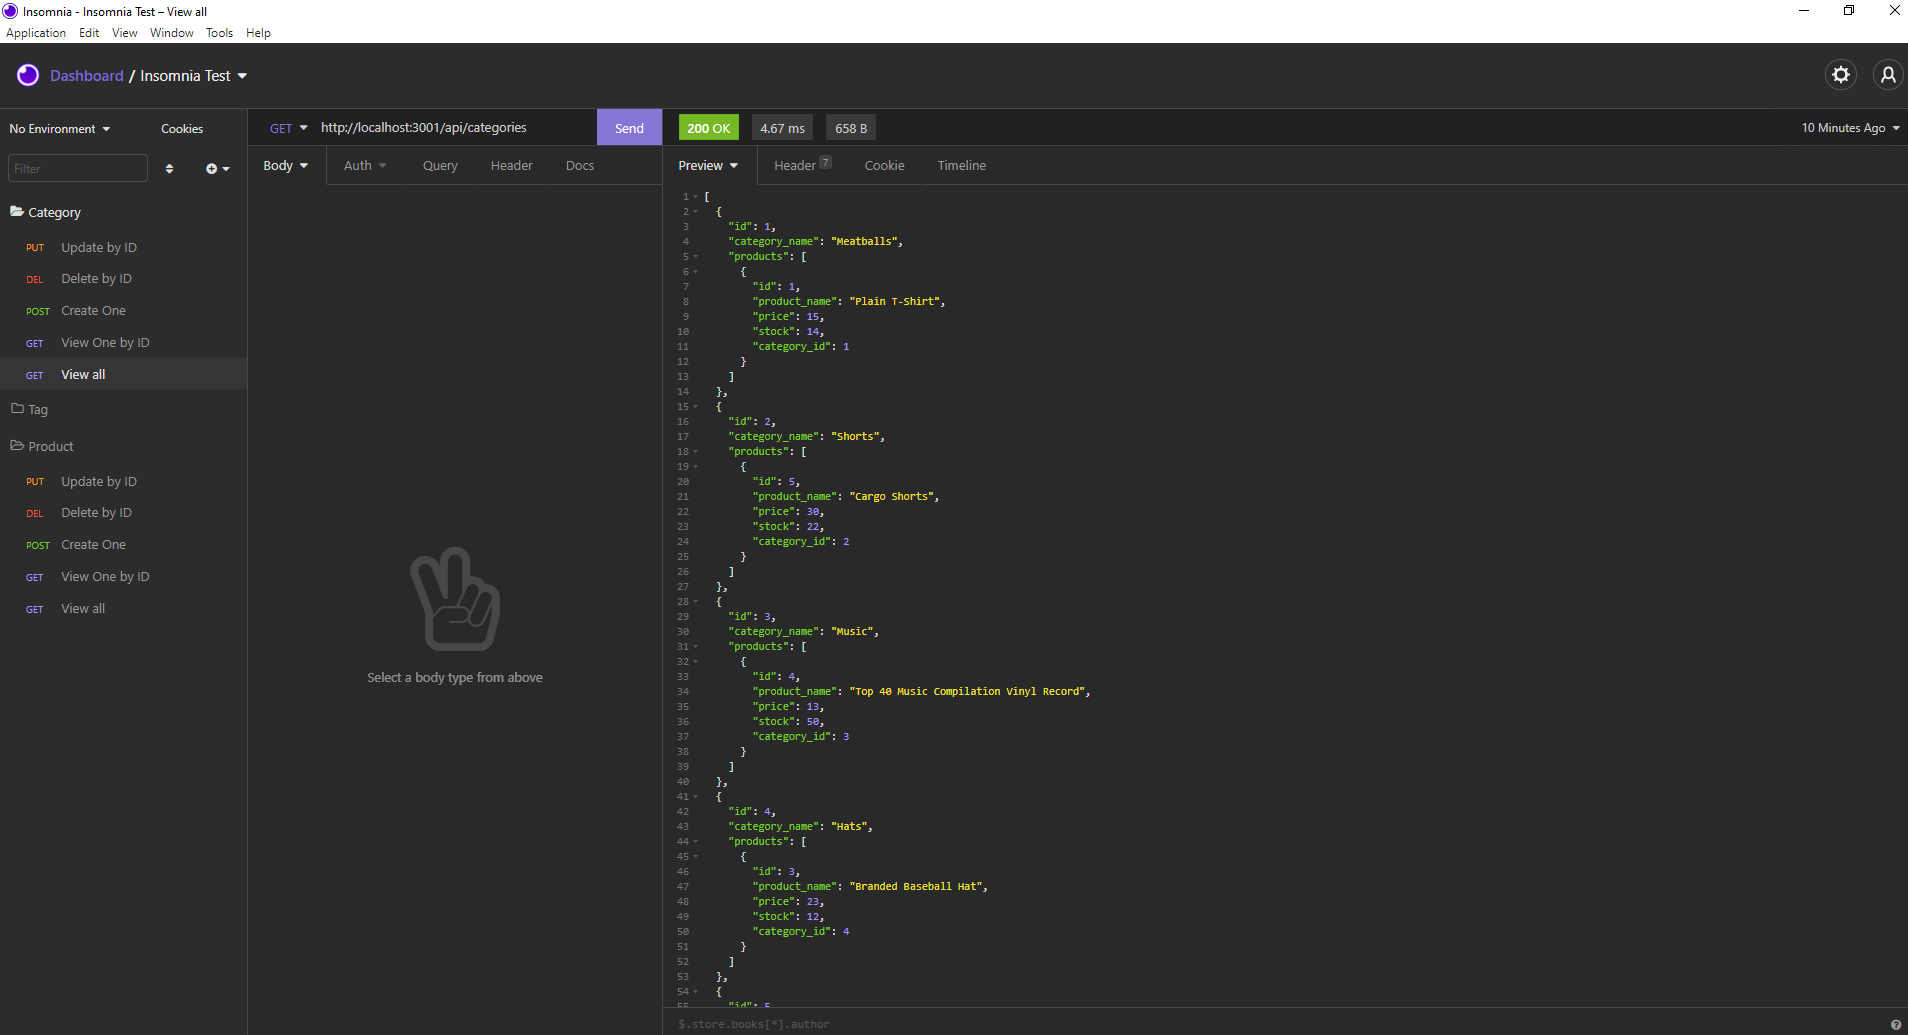 Insomnia - Insomnia Test – View all
Application Edit View Window Tools Help
Dashboard / Insomnia Test
No Environment Cookies
Filter
Category
PUT Update by ID
DEL Delete by ID
POST Create One
GET View One by ID
GET View all
Tag
Product
PUT Update by ID
DEL Delete by ID
POST Create One
GET View One by ID
GET View all
GET http://localhost:3001/api/categories Send
Body Auth Query Header Docs
Select a body type from above
200 OK 4.67 ms 658 B 10 Minutes Ago
Preview Header 7 Cookie Timeline
1 [
2 {
3 "id": 1,
4 "category_name": "Meatballs",
5 "products": [
6 {
7 "id": 1,
8 "product_name": "Plain T-Shirt",
9 "price": 15,
10 "stock": 14,
11 "category_id": 1
12 }
13 ]
14 },
15 {
16 "id": 2,
17 "category_name": "Shorts",
18 "products": [
19 {
20 "id": 5,
21 "product_name": "Cargo Shorts",
22 "price": 30,
23 "stock": 22,
24 "category_id": 2
25 }
26 ]
27 },
28 {
29 "id": 3,
30 "category_name": "Music",
31 "products": [
32 {
33 "id": 4,
34 "product_name": "Top 40 Music Compilation Vinyl Record",
35 "price": 13,
36 "stock": 50,
37 "category_id": 3
38 }
39 ]
40 },
41 {
42 "id": 4,
43 "category_name": "Hats",
44 "products": [
45 {
46 "id": 3,
47 "product_name": "Branded Baseball Hat",
48 "price": 23,
49 "stock": 12,
50 "category_id": 4
51 }
52 ]
53 },
54 {
55 "id": 5
$.store.books[*].author